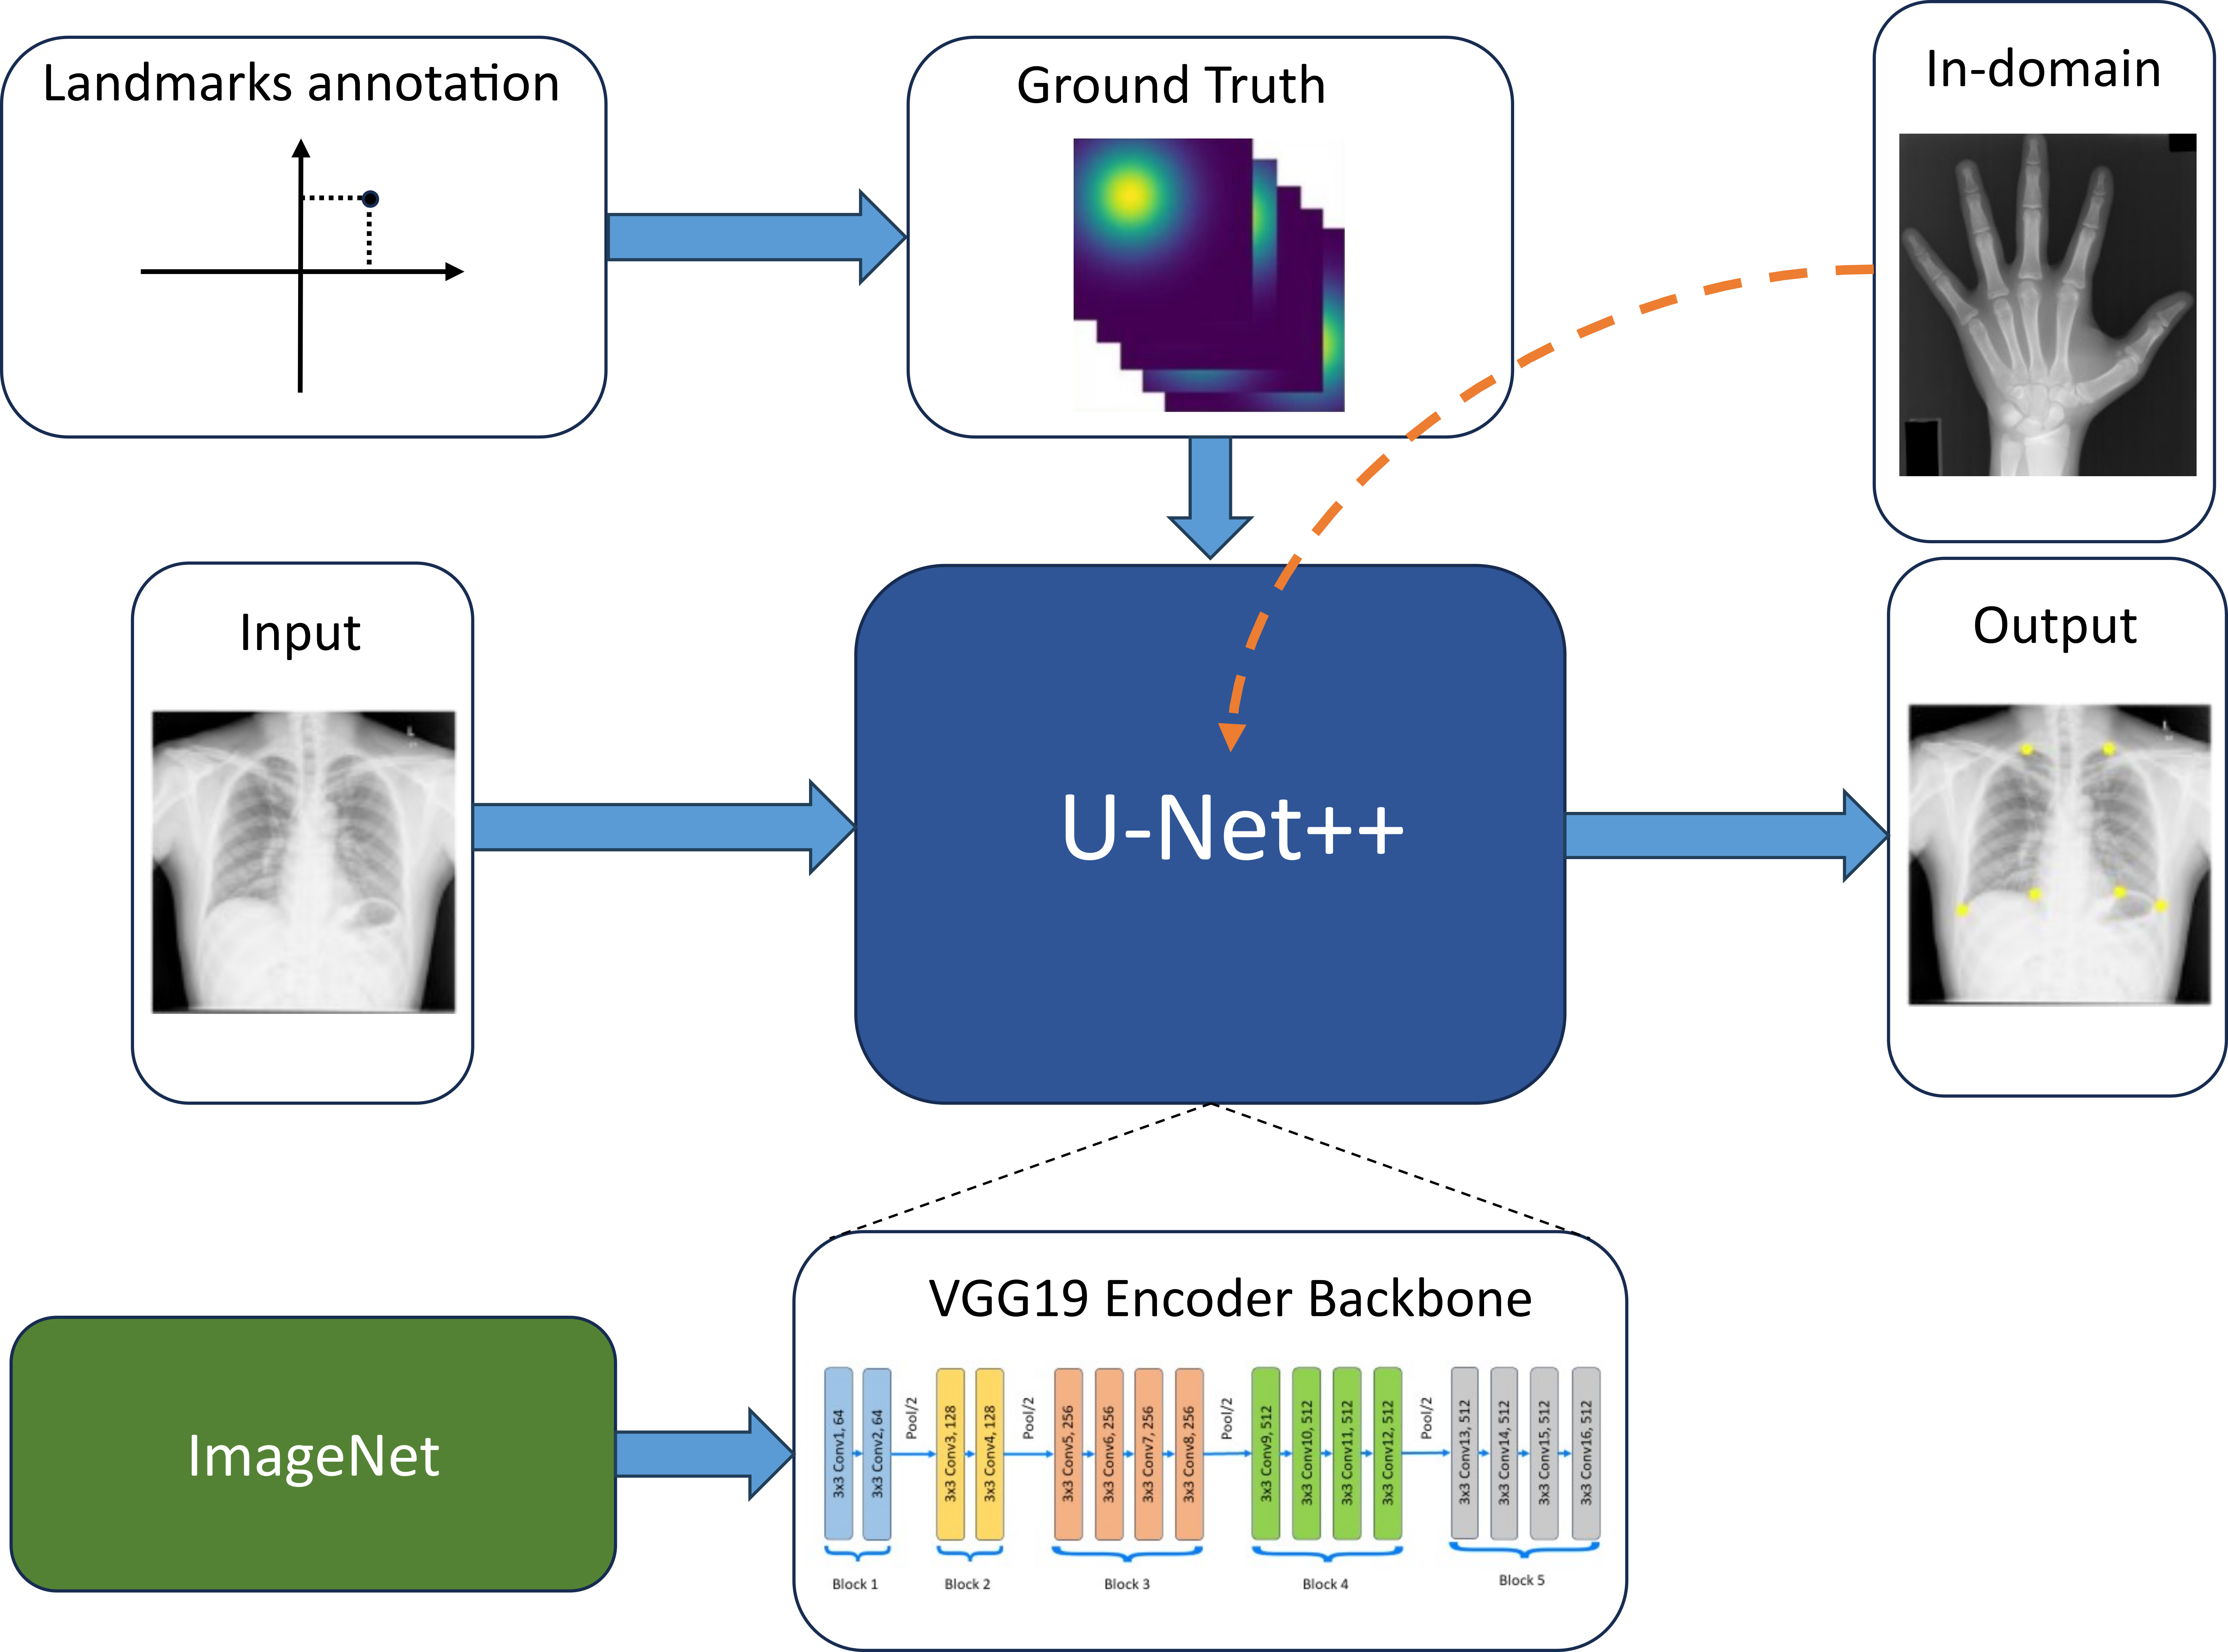 Landmarks annotation
Ground Truth
In-domain
Input
U-Net++
Output
ImageNet
VGG19 Encoder Backbone
3x3 Conv1, 64
3x3 Conv2, 64
Pool/2
3x3 Conv3, 128
3x3 Conv4, 128
Pool/2
3x3 Conv5, 256
3x3 Conv6, 256
3x3 Conv7, 256
3x3 Conv8, 256
Pool/2
3x3 Conv9, 512
3x3 Conv10, 512
3x3 Conv11, 512
3x3 Conv12, 512
Pool/2
3x3 Conv13, 512
3x3 Conv14, 512
3x3 Conv15, 512
3x3 Conv16, 512
Block 1
Block 2
Block 3
Block 4
Block 5